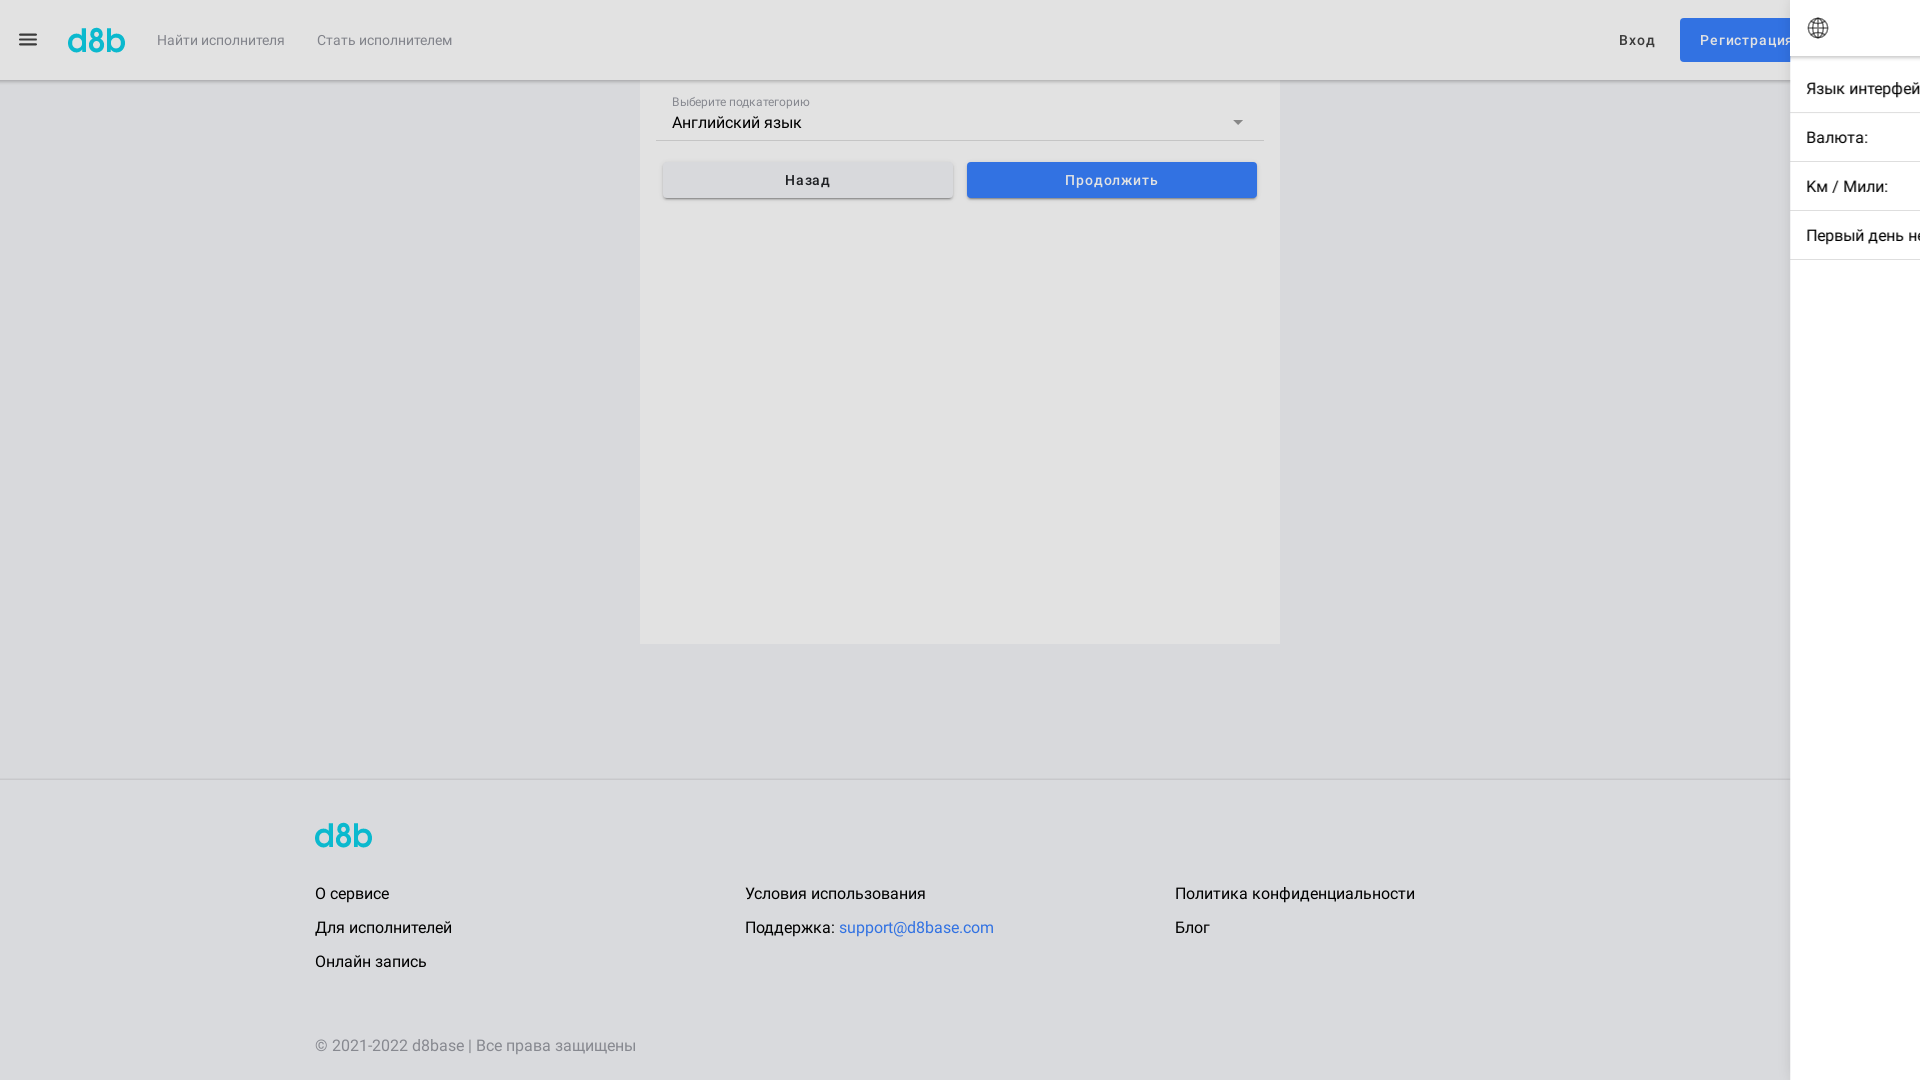 d8b
Найти исполнителя
Стать исполнителем
Вход
Регистрация
Язык интерфей
Валюта:
Км / Мили:
Первый день не
Выберите подкатегорию
Английский язык
Назад
Продолжить
d8b
О сервисе
Условия использования
Политика конфиденциальности
Для исполнителей
Поддержка: support@d8base.com
Блог
Онлайн запись
© 2021-2022 d8base | Все права защищены